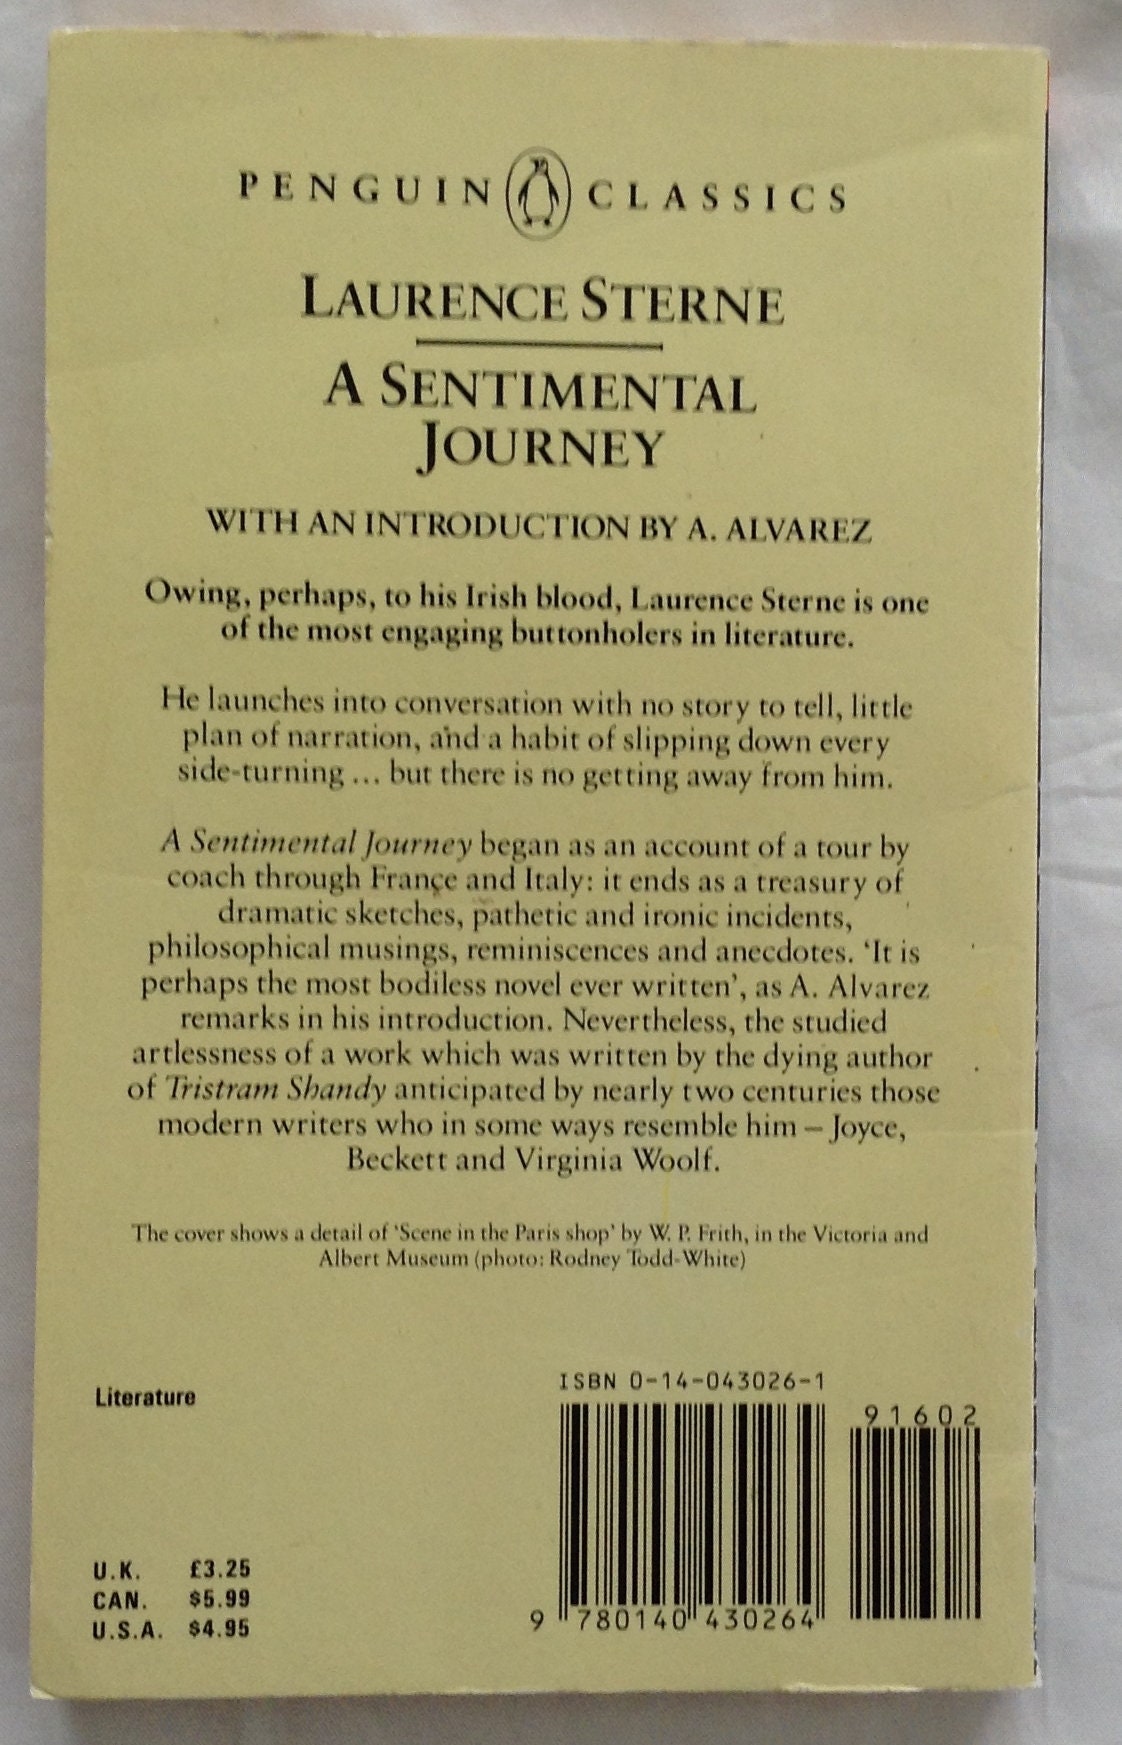 PENGUIN CLASSICS
LAURENCE STERNE
A SENTIMENTAL
JOURNEY
WITH AN INTRODUCTION BY A. ALVAREZ
Owing, perhaps, to his Irish blood, Laurence Sterne is one
of the most engaging buttonholers in literature.
He launches into conversation with no story to tell, little
plan of narration, and a habit of slipping down every
side-turning ... but there is no getting away from him.
A Sentimental Journey began as an account of a tour by
coach through France and Italy: it ends as a treasury of
dramatic sketches, pathetic and ironic incidents,
philosophical musings, reminiscences and anecdotes. ‘It is
perhaps the most bodiless novel ever written’, as A. Alvarez
remarks in his introduction. Nevertheless, the studied
artlessness of a work which was written by the dying author
of Tristram Shandy anticipated by nearly two centuries those
modern writers who in some ways resemble him – Joyce,
Beckett and Virginia Woolf.
The cover shows a detail of ‘Scene in the Paris shop’ by W. P. Frith, in the Victoria and
Albert Museum (photo: Rodney Todd-White)
Literature
ISBN 0-14-043026-1
91602
9 780140 430264
U.K. £3.25
CAN. $5.99
U.S.A. $4.95